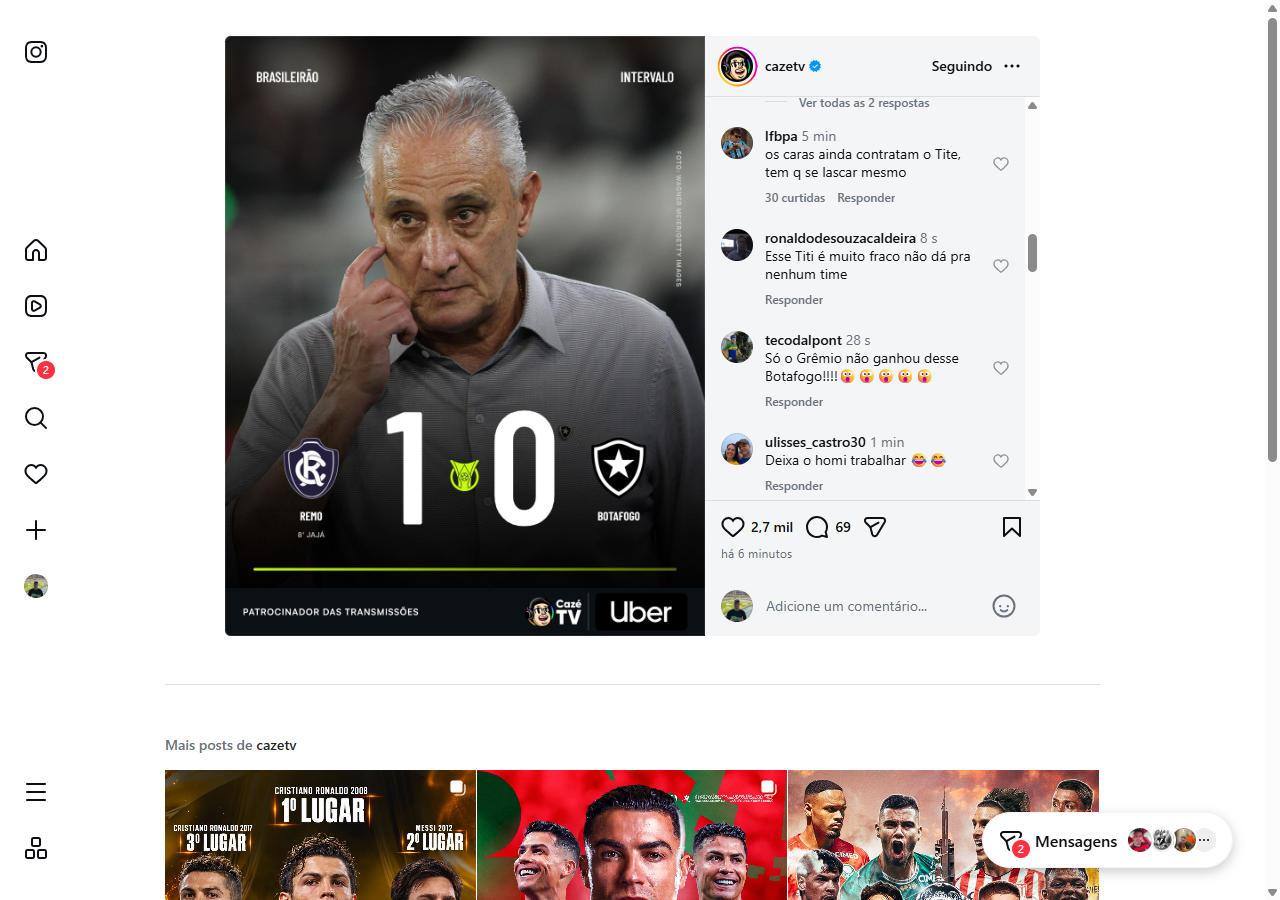 BRASILEIRÃO
INTERVALO
FOTO: WAGNER MEIER/GETTY IMAGES
1 0
REMO
8' JAJÁ
BOTAFOGO
PATROCINADOR DAS TRANSMISSÕES
Cazé
TV
Uber
cazetv
Seguindo
Ver todas as 2 respostas
lfbpa 5 min
os caras ainda contratam o Tite,
tem q se lascar mesmo
30 curtidas Responder
ronaldodesouzacaldeira 8 s
Esse Titi é muito fraco não dá pra
nenhum time
Responder
tecodalpont 28 s
Só o Grêmio não ganhou desse
Botafogo!!!!😜😜😜😜😜
Responder
ulisses_castro30 1 min
Deixa o homi trabalhar 😂😂
Responder
2,7 mil 69
há 6 minutos
Adicione um comentário...
2
Mais posts de cazetv
CRISTIANO RONALDO 2008
1º LUGAR
CRISTIANO RONALDO 2017
3º LUGAR
MESSI 2012
2º LUGAR
2
Mensagens